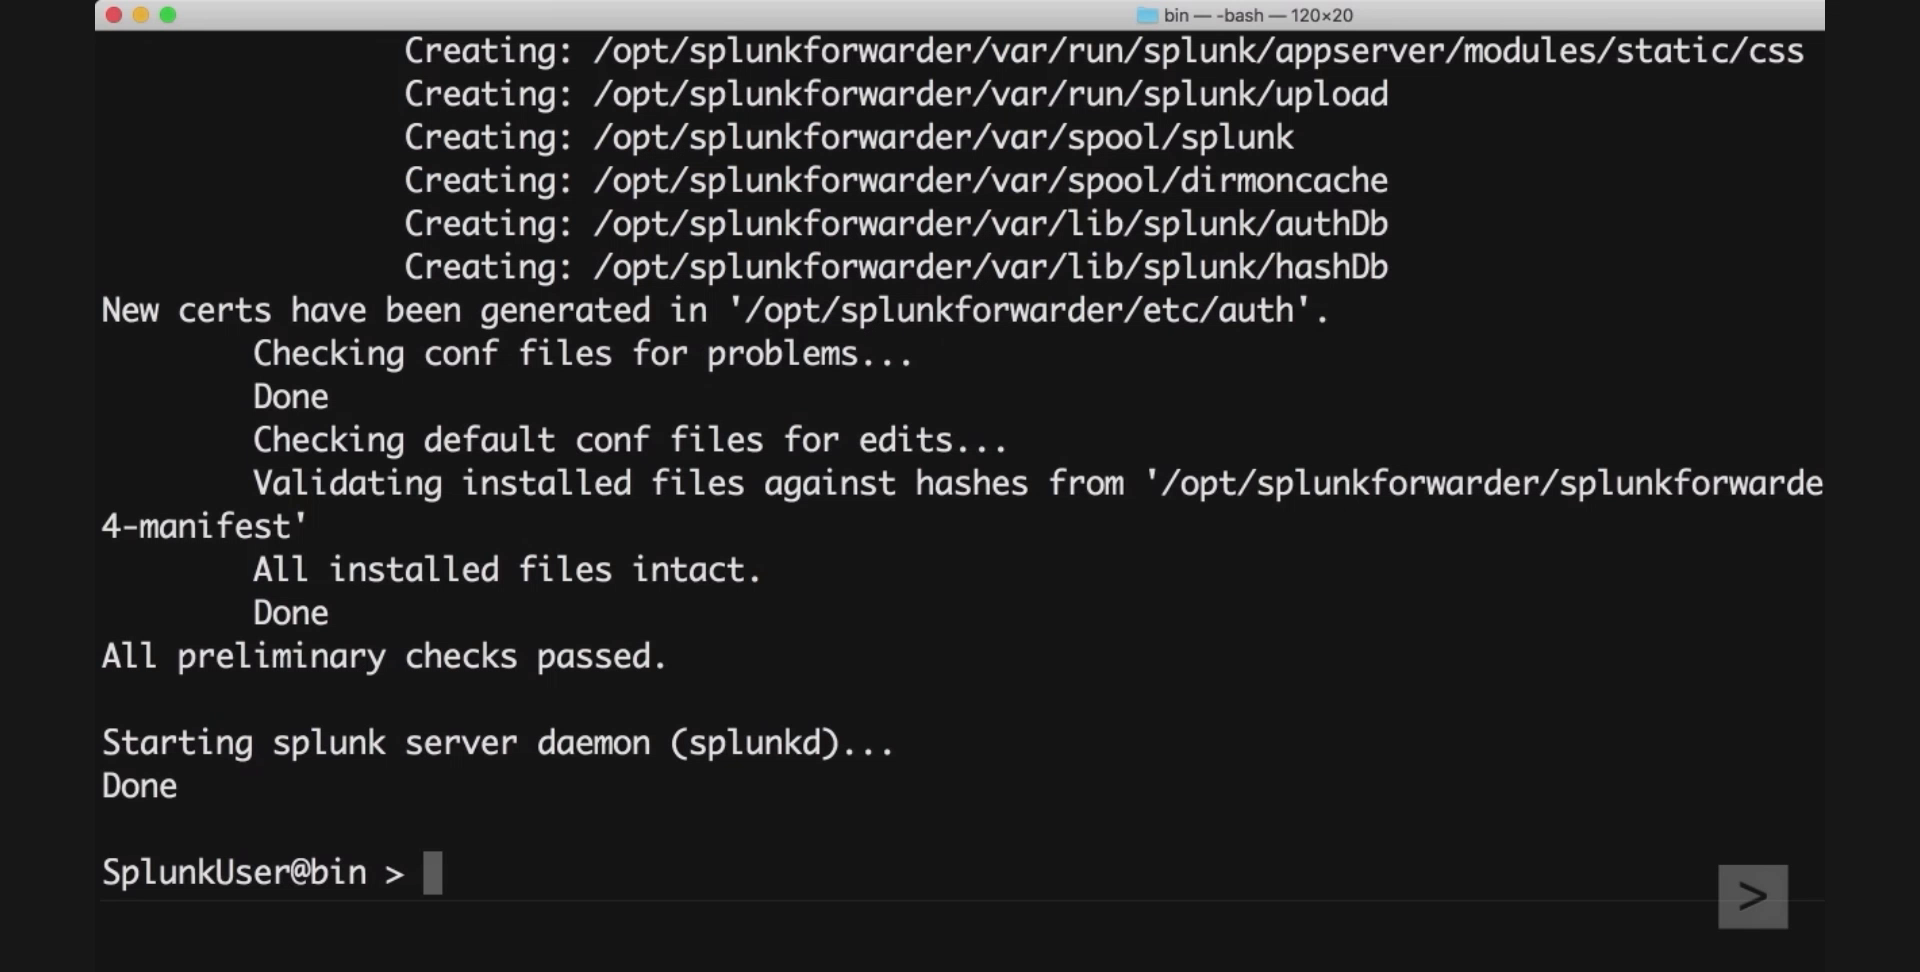 bin — -bash — 120×20
Creating: /opt/splunkforwarder/var/run/splunk/appserver/modules/static/css
Creating: /opt/splunkforwarder/var/run/splunk/upload
Creating: /opt/splunkforwarder/var/spool/splunk
Creating: /opt/splunkforwarder/var/spool/dirmoncache
Creating: /opt/splunkforwarder/var/lib/splunk/authDb
Creating: /opt/splunkforwarder/var/lib/splunk/hashDb
New certs have been generated in '/opt/splunkforwarder/etc/auth'.
Checking conf files for problems...
Done
Checking default conf files for edits...
Validating installed files against hashes from '/opt/splunkforwarder/splunkforwarde
4-manifest'
All installed files intact.
Done
All preliminary checks passed.
Starting splunk server daemon (splunkd)...
Done
SplunkUser@bin >
>